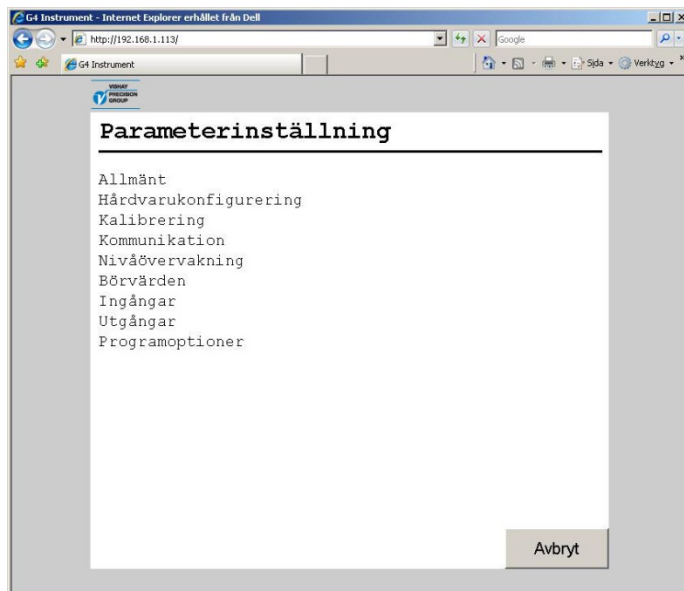 G4 Instrument - Internet Explorer erhållet från Dell
http://192.168.1.113/
Google
G4 Instrument
Sida
Verktyg
VISHAY
PRECISION
GROUP
Parameterinställning
Allmänt
Hårdvarukonfigurering
Kalibrering
Kommunikation
Nivåövervakning
Börvärden
Ingångar
Utgångar
Programoptioner
Avbryt